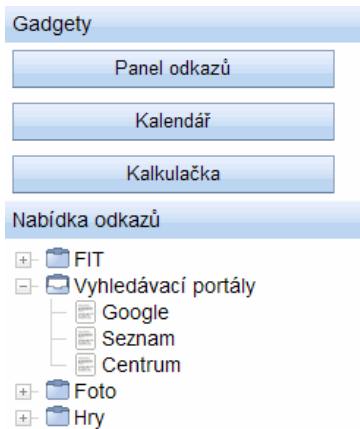 Gadgety
Panel odkazů
Kalendář
Kalkulačka
Nabídka odkazů
FIT
Vyhledávací portály
Google
Seznam
Centrum
Foto
Hry